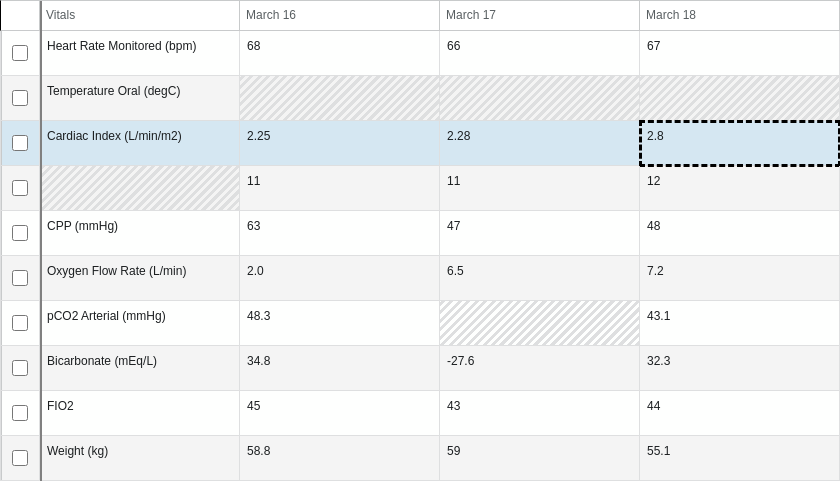 Vitals March 16 March 17 March 18
Heart Rate Monitored (bpm) 68 66 67
Temperature Oral (degC)
Cardiac Index (L/min/m2) 2.25 2.28 2.8
11 11 12
CPP (mmHg) 63 47 48
Oxygen Flow Rate (L/min) 2.0 6.5 7.2
pCO2 Arterial (mmHg) 48.3 43.1
Bicarbonate (mEq/L) 34.8 -27.6 32.3
FIO2 45 43 44
Weight (kg) 58.8 59 55.1